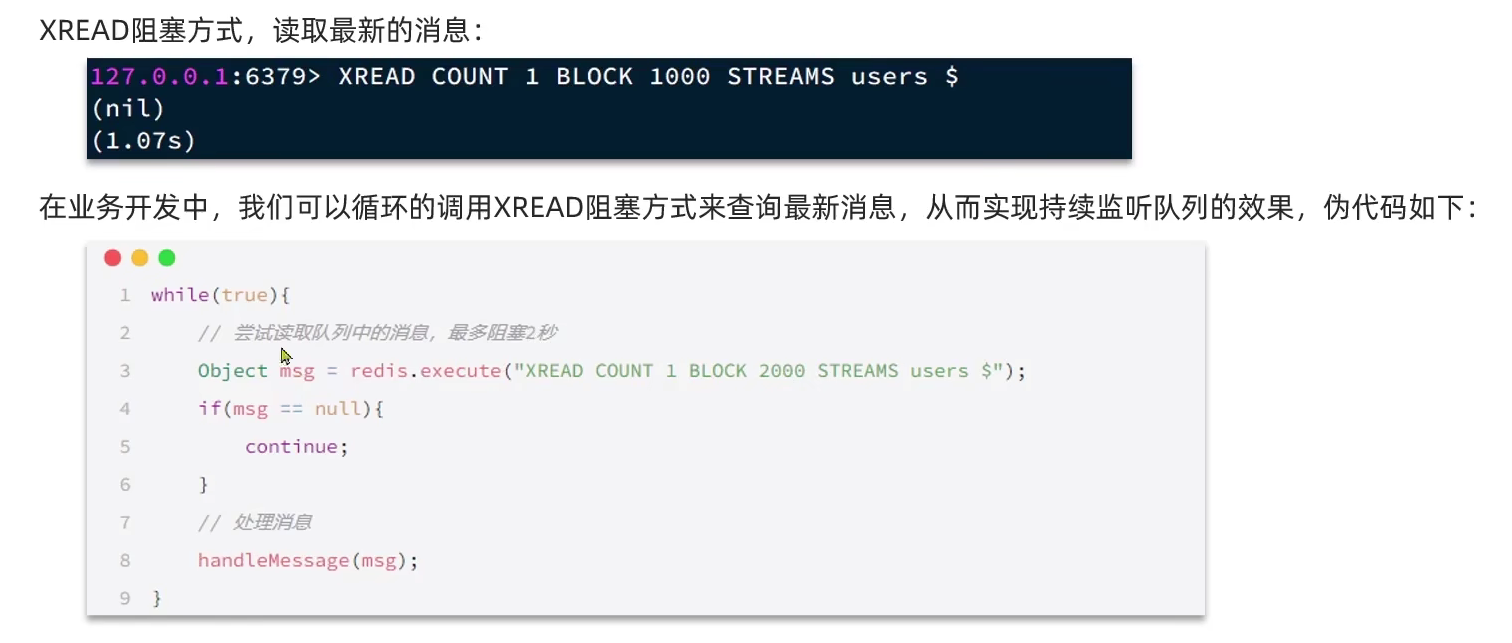 XREAD阻塞方式，读取最新的消息：
127.0.0.1:6379> XREAD COUNT 1 BLOCK 1000 STREAMS users $
(nil)
(1.07s)
在业务开发中，我们可以循环的调用XREAD阻塞方式来查询最新消息，从而实现持续监听队列的效果，伪代码如下：
1 while(true){
2     // 尝试读取队列中的消息，最多阻塞2秒
3     Object msg = redis.execute("XREAD COUNT 1 BLOCK 2000 STREAMS users $");
4     if(msg == null){
5         continue;
6     }
7     // 处理消息
8     handleMessage(msg);
9 }